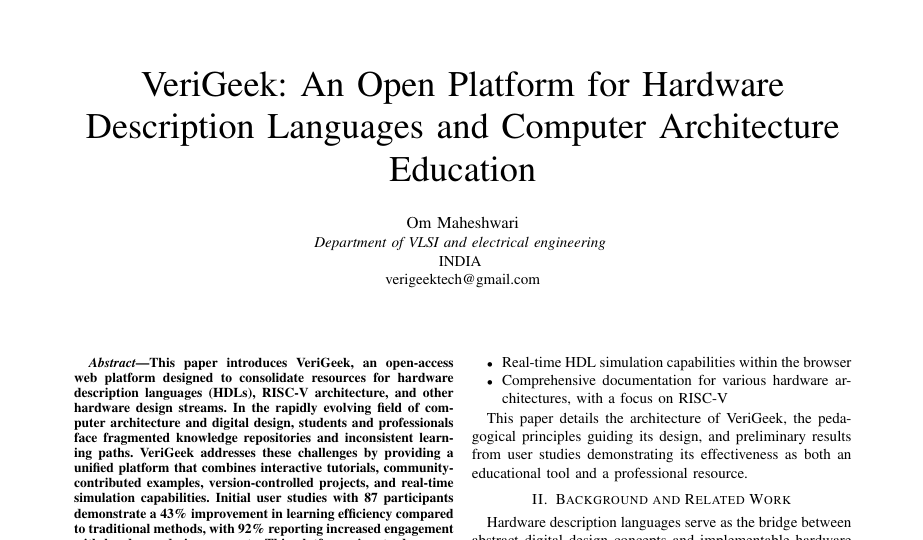 VeriGeek: An Open Platform for Hardware
Description Languages and Computer Architecture
Education
Om Maheshwari
Department of VLSI and electrical engineering
INDIA
verigeektech@gmail.com
Abstract—This paper introduces VeriGeek, an open-access
web platform designed to consolidate resources for hardware
description languages (HDLs), RISC-V architecture, and other
hardware design streams. In the rapidly evolving field of com-
puter architecture and digital design, students and professionals
face fragmented knowledge repositories and inconsistent learn-
ing paths. VeriGeek addresses these challenges by providing a
unified platform that combines interactive tutorials, community-
contributed examples, version-controlled projects, and real-time
simulation capabilities. Initial user studies with 87 participants
demonstrate a 43% improvement in learning efficiency compared
to traditional methods, with 92% reporting increased engagement
• Real-time HDL simulation capabilities within the browser
• Comprehensive documentation for various hardware ar-
chitectures, with a focus on RISC-V
This paper details the architecture of VeriGeek, the peda-
gogical principles guiding its design, and preliminary results
from user studies demonstrating its effectiveness as both an
educational tool and a professional resource.
II. BACKGROUND AND RELATED WORK
Hardware description languages serve as the bridge between